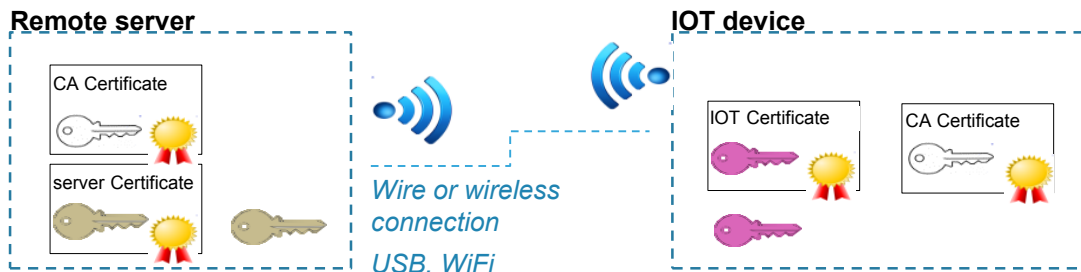 Remote server
IOT device
CA Certificate
IOT Certificate
CA Certificate
server Certificate
Wire or wireless
connection
USB, WiFi